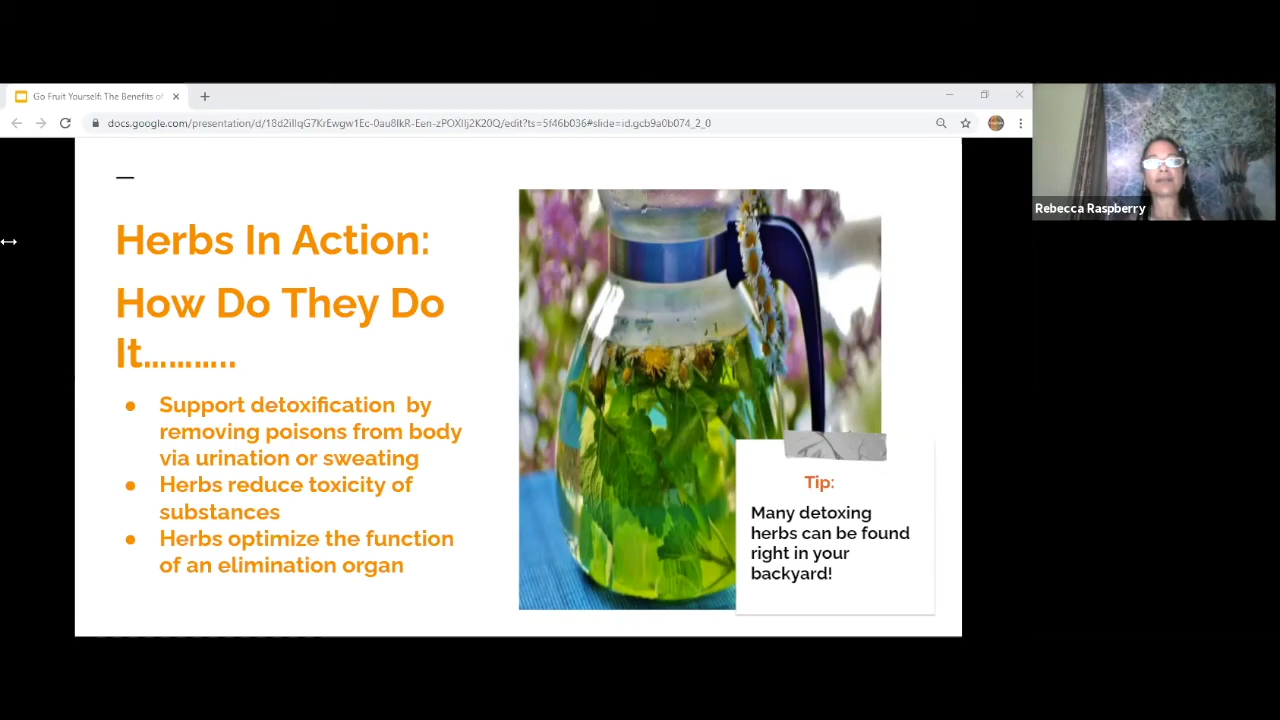 Go Fruit Yourself: The Benefits of
docs.google.com/presentation/d/18d2iIlqG7KrEwgw1Ec-0au8lkR-Een-zPOXIlj2K20Q/edit?ts=5f46b036#slide=id.gcb9a0b074_2_0
Rebecca Raspberry
Herbs In Action:
How Do They Do
It...........
● Support detoxification by
removing poisons from body
via urination or sweating
● Herbs reduce toxicity of
substances
● Herbs optimize the function
of an elimination organ
Tip:
Many detoxing
herbs can be found
right in your
backyard!